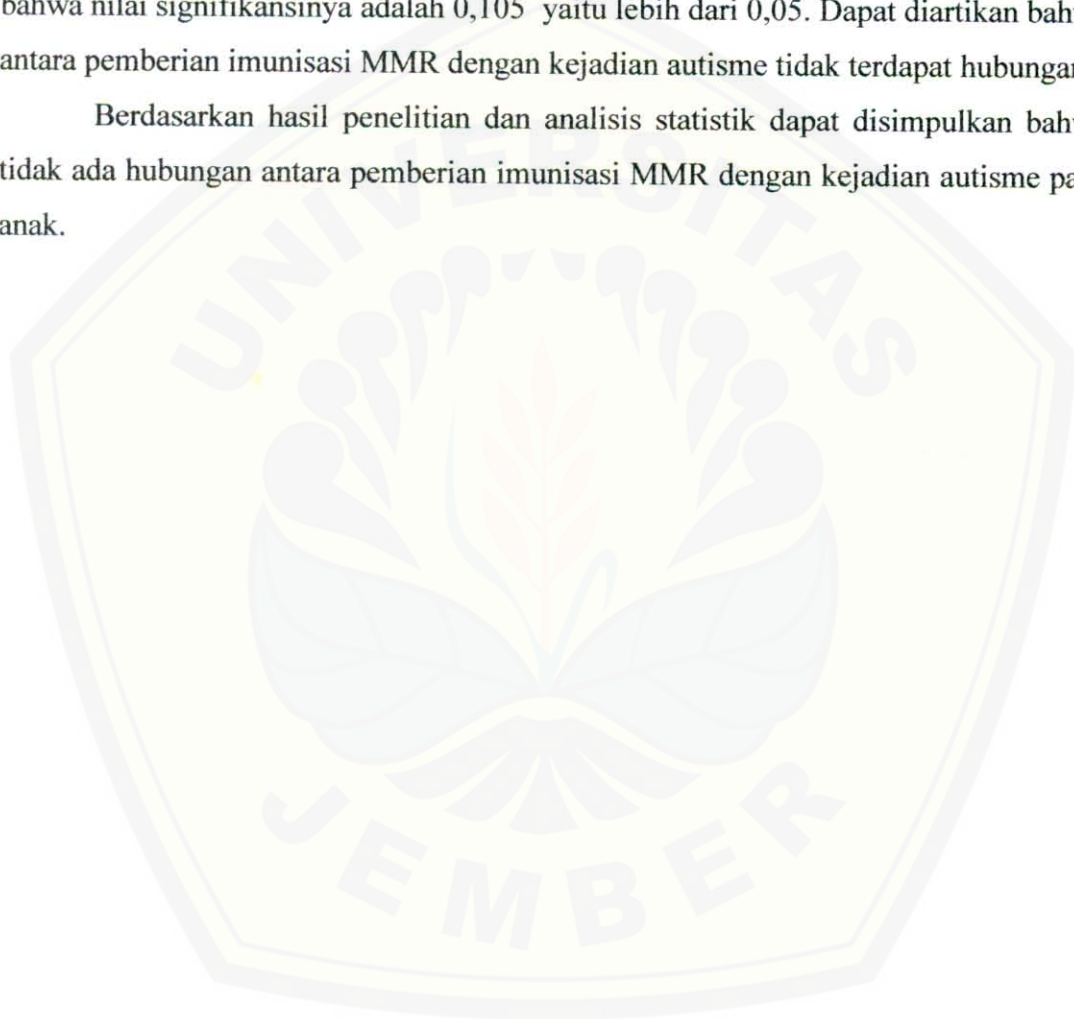 bahwa nilai signifikansinya adalah 0,105 yaitu lebih dari 0,05. Dapat diartikan bah
antara pemberian imunisasi MMR dengan kejadian autisme tidak terdapat hubungan
Berdasarkan hasil penelitian dan analisis statistik dapat disimpulkan bah
tidak ada hubungan antara pemberian imunisasi MMR dengan kejadian autisme pa
anak.
UNIVERSITAS
JEMBER